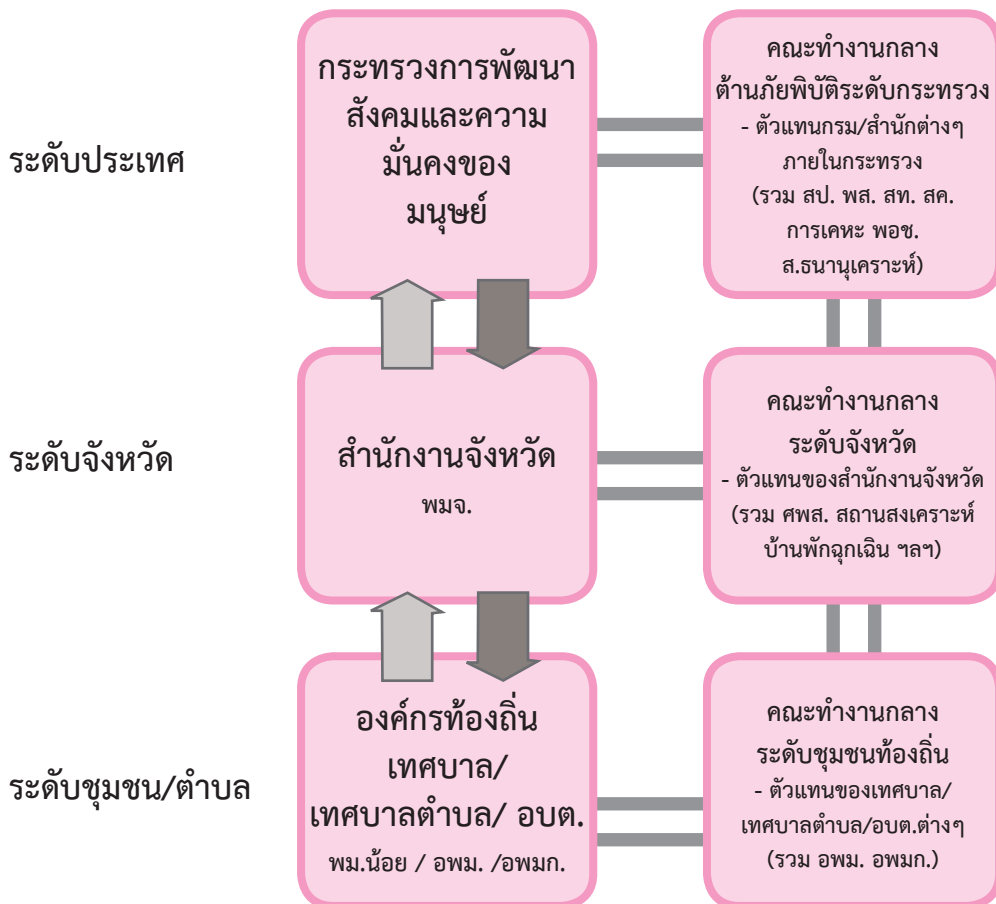 ระดับประเทศ
กระทรวงการพัฒนา
สังคมและความ
มั่นคงของ
มนุษย์
คณะทำงานกลาง
ต้านภัยพิบัติระดับกระทรวง
- ตัวแทนกรม/สำนักต่างๆ
ภายในกระทรวง
(รวม สป. พส. สท. สค.
การเคหะ พอช.
ส.ธนานุเคราะห์)
ระดับจังหวัด
สำนักงานจังหวัด
พมจ.
คณะทำงานกลาง
ระดับจังหวัด
- ตัวแทนของสำนักงานจังหวัด
(รวม ศพส. สถานสงเคราะห์
บ้านพักฉุกเฉิน ฯลฯ)
ระดับชุมชน/ตำบล
องค์กรท้องถิ่น
เทศบาล/
เทศบาลตำบล/ อบต.
พม.น้อย / อพม. /อพมก.
คณะทำงานกลาง
ระดับชุมชนท้องถิ่น
- ตัวแทนของเทศบาล/
เทศบาลตำบล/อบต.ต่างๆ
(รวม อพม. อพมก.)